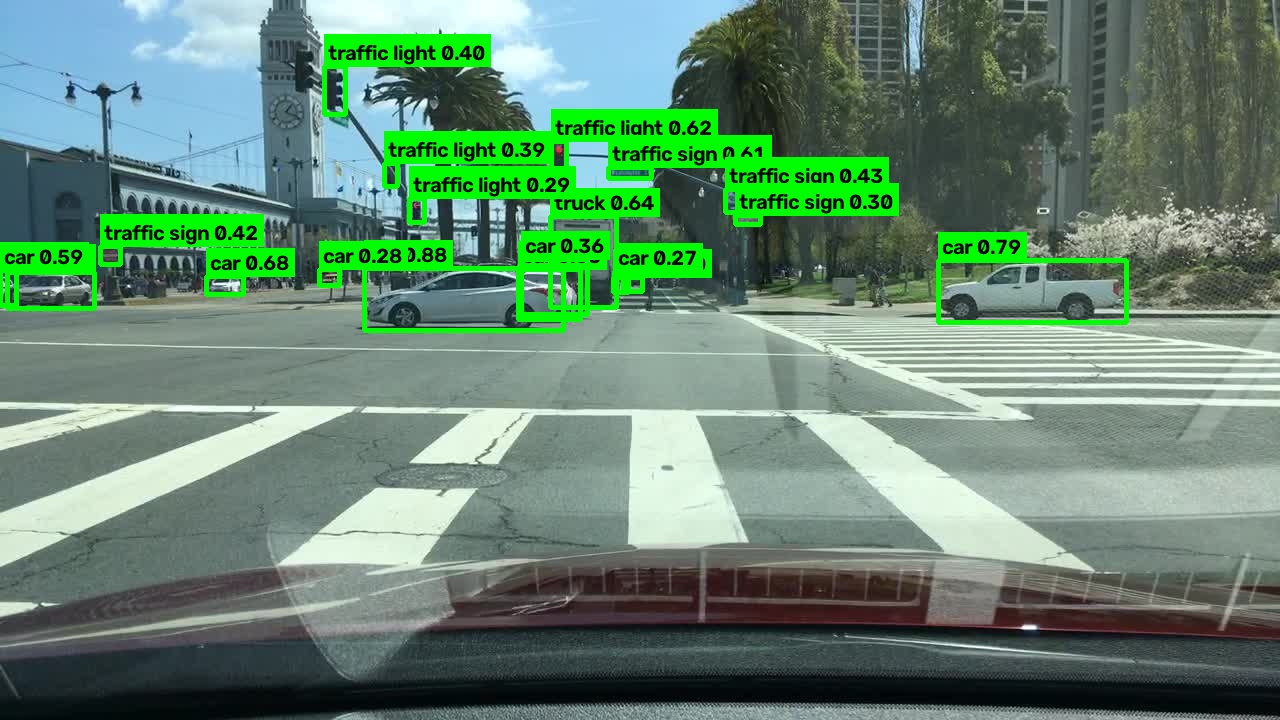 traffic light 0.40
traffic light 0.62
traffic light 0.39
traffic sign 0.61
traffic sign 0.43
traffic light 0.29
traffic sign 0.30
truck 0.64
traffic sign 0.42
car 0.79
car 0.36
car 0.59
car 0.28
0.88
car 0.27
car 0.68